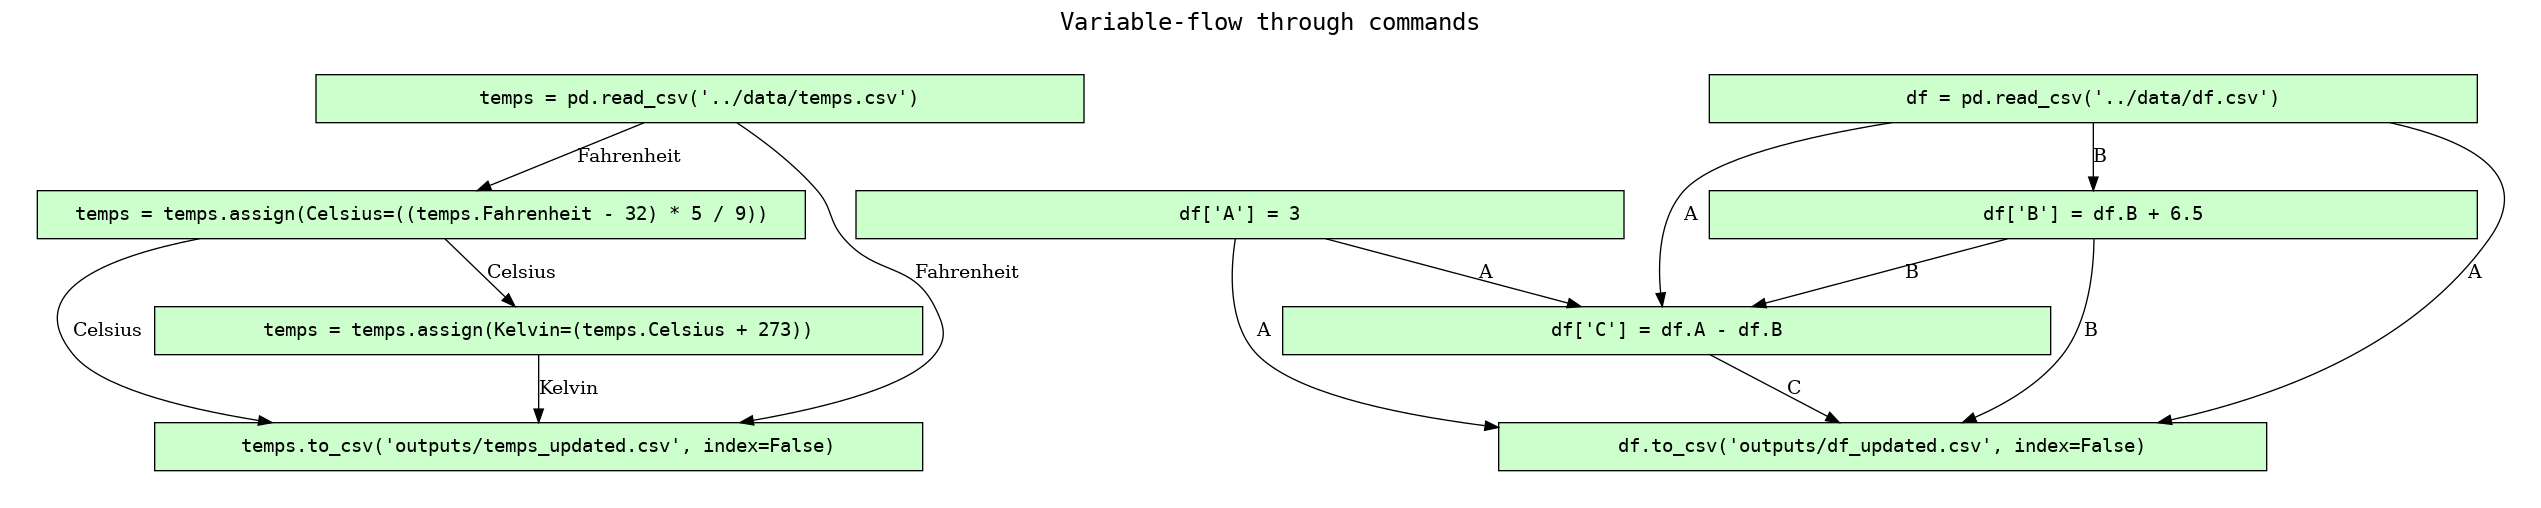 Variable-flow through commands
temps = pd.read_csv('../data/temps.csv')
df = pd.read_csv('../data/df.csv')
Fahrenheit
B
temps = temps.assign(Celsius=((temps.Fahrenheit - 32) * 5 / 9))
df['A'] = 3
A
df['B'] = df.B + 6.5
Celsius
Fahrenheit
A
B
A
Celsius
temps = temps.assign(Kelvin=(temps.Celsius + 273))
A
df['C'] = df.A - df.B
B
Kelvin
C
temps.to_csv('outputs/temps_updated.csv', index=False)
df.to_csv('outputs/df_updated.csv', index=False)